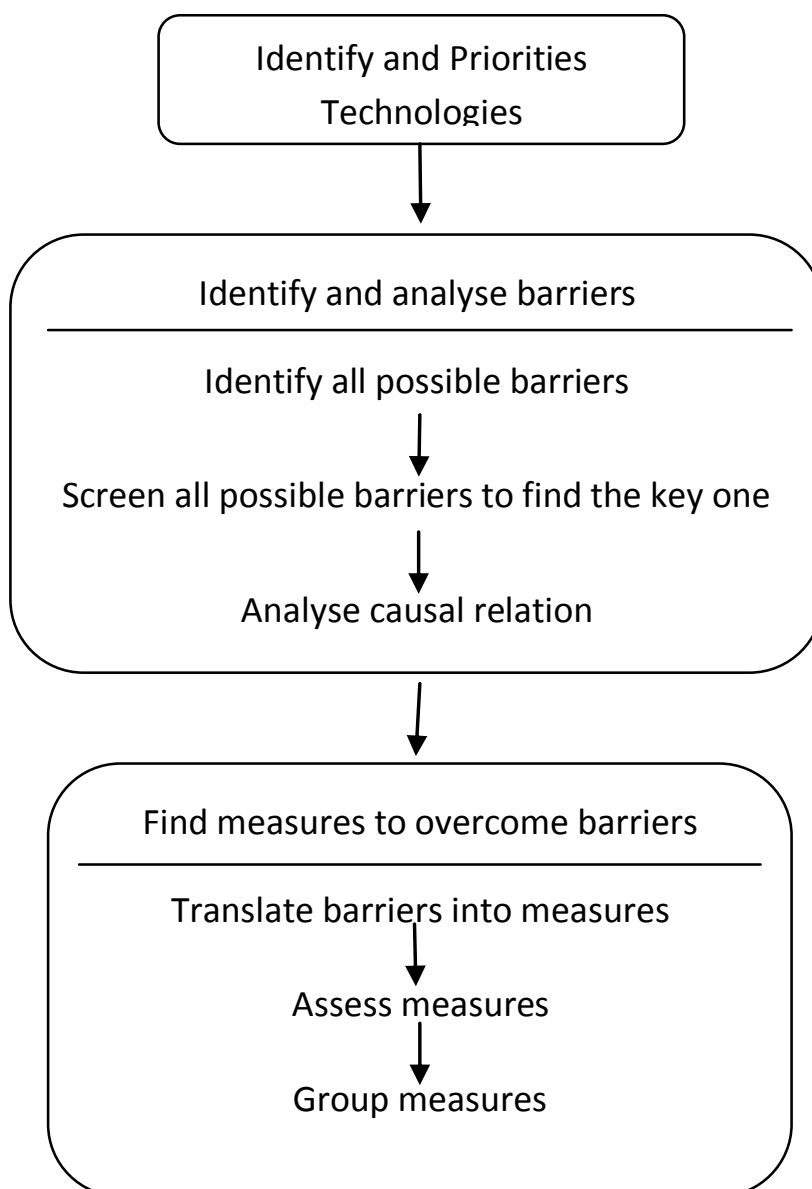 Identify and Priorities
Technologies
Identify and analyse barriers
Identify all possible barriers
Screen all possible barriers to find the key one
Analyse causal relation
Find measures to overcome barriers
Translate barriers into measures
Assess measures
Group measures